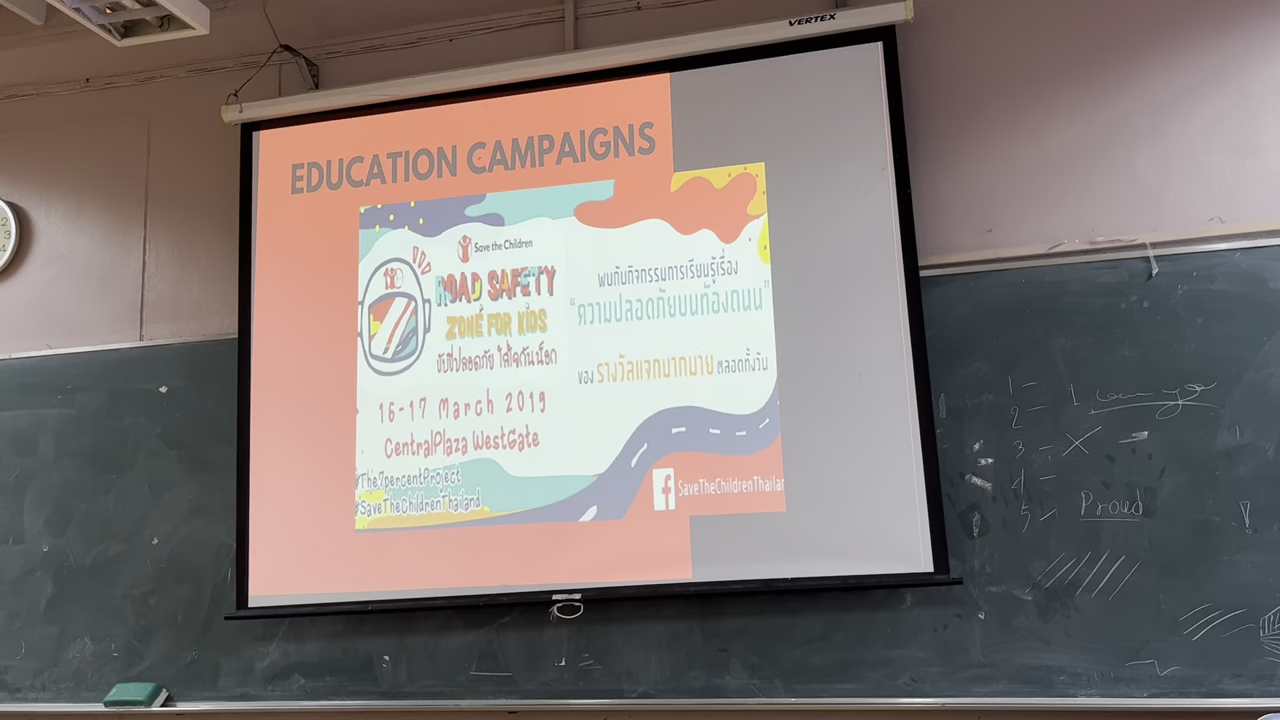 VERTEX
EDUCATION CAMPAIGNS
Save the Children
ROAD SAFETY
ZONE FOR KIDS
ขับขี่ปลอดภัย ใส่ใจกันน็อก
16-17 March 2019
CentralPlaza WestGate
#The7percentProject
#SaveTheChildrenThailand
พบกับกิจกรรมการเรียนรู้เรื่อง
"ความปลอดภัยบนท้องถนน"
ของรางวัลแจกมากมาย ตลอดทั้งวัน
f SaveTheChildrenThailan
2
3
4
1 -
2 -
3 - X
4 -
5 -
Proud